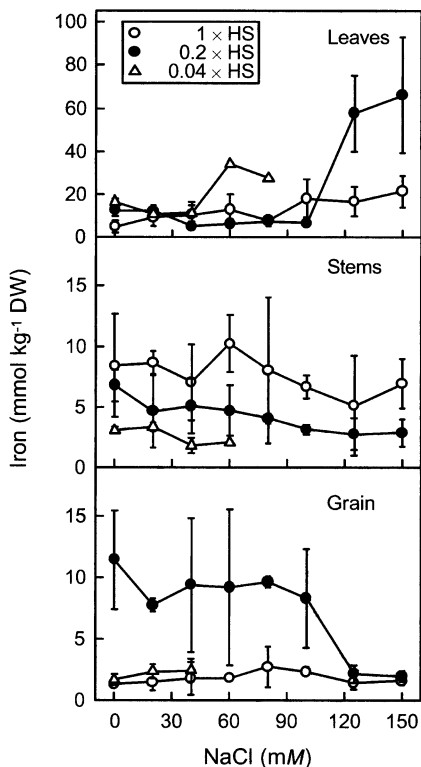 100
80
60
40
20
0
Leaves
1 × HS
0.2 × HS
0.04 × HS
Iron (mmol kg⁻¹ DW)
Stems
15
10
5
0
Grain
15
10
5
0
0 30 60 90 120 150
NaCl (mM)